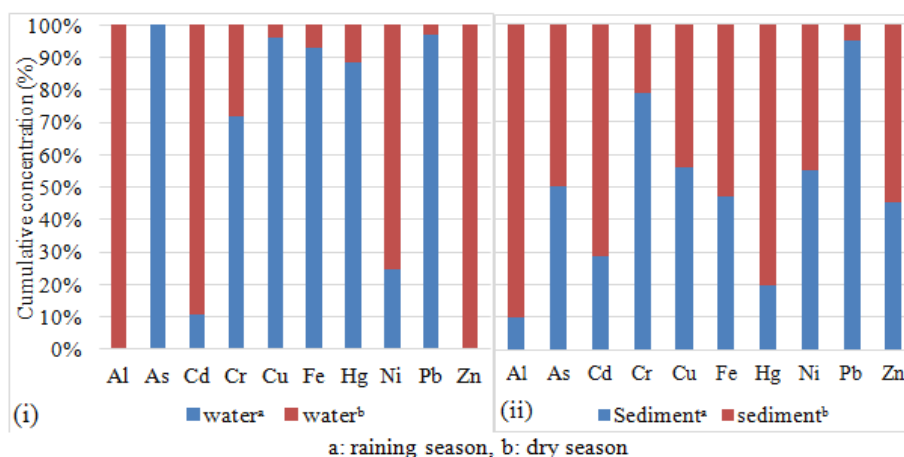 Cumulative concentration (%)
100%
90%
80%
70%
60%
50%
40%
30%
20%
10%
0%
Al As Cd Cr Cu Fe Hg Ni Pb Zn
(i)
waterᵃ waterᵇ
100%
90%
80%
70%
60%
50%
40%
30%
20%
10%
0%
Al As Cd Cr Cu Fe Hg Ni Pb Zn
(ii)
Sedimentᵃ sedimentᵇ
a: raining season, b: dry season